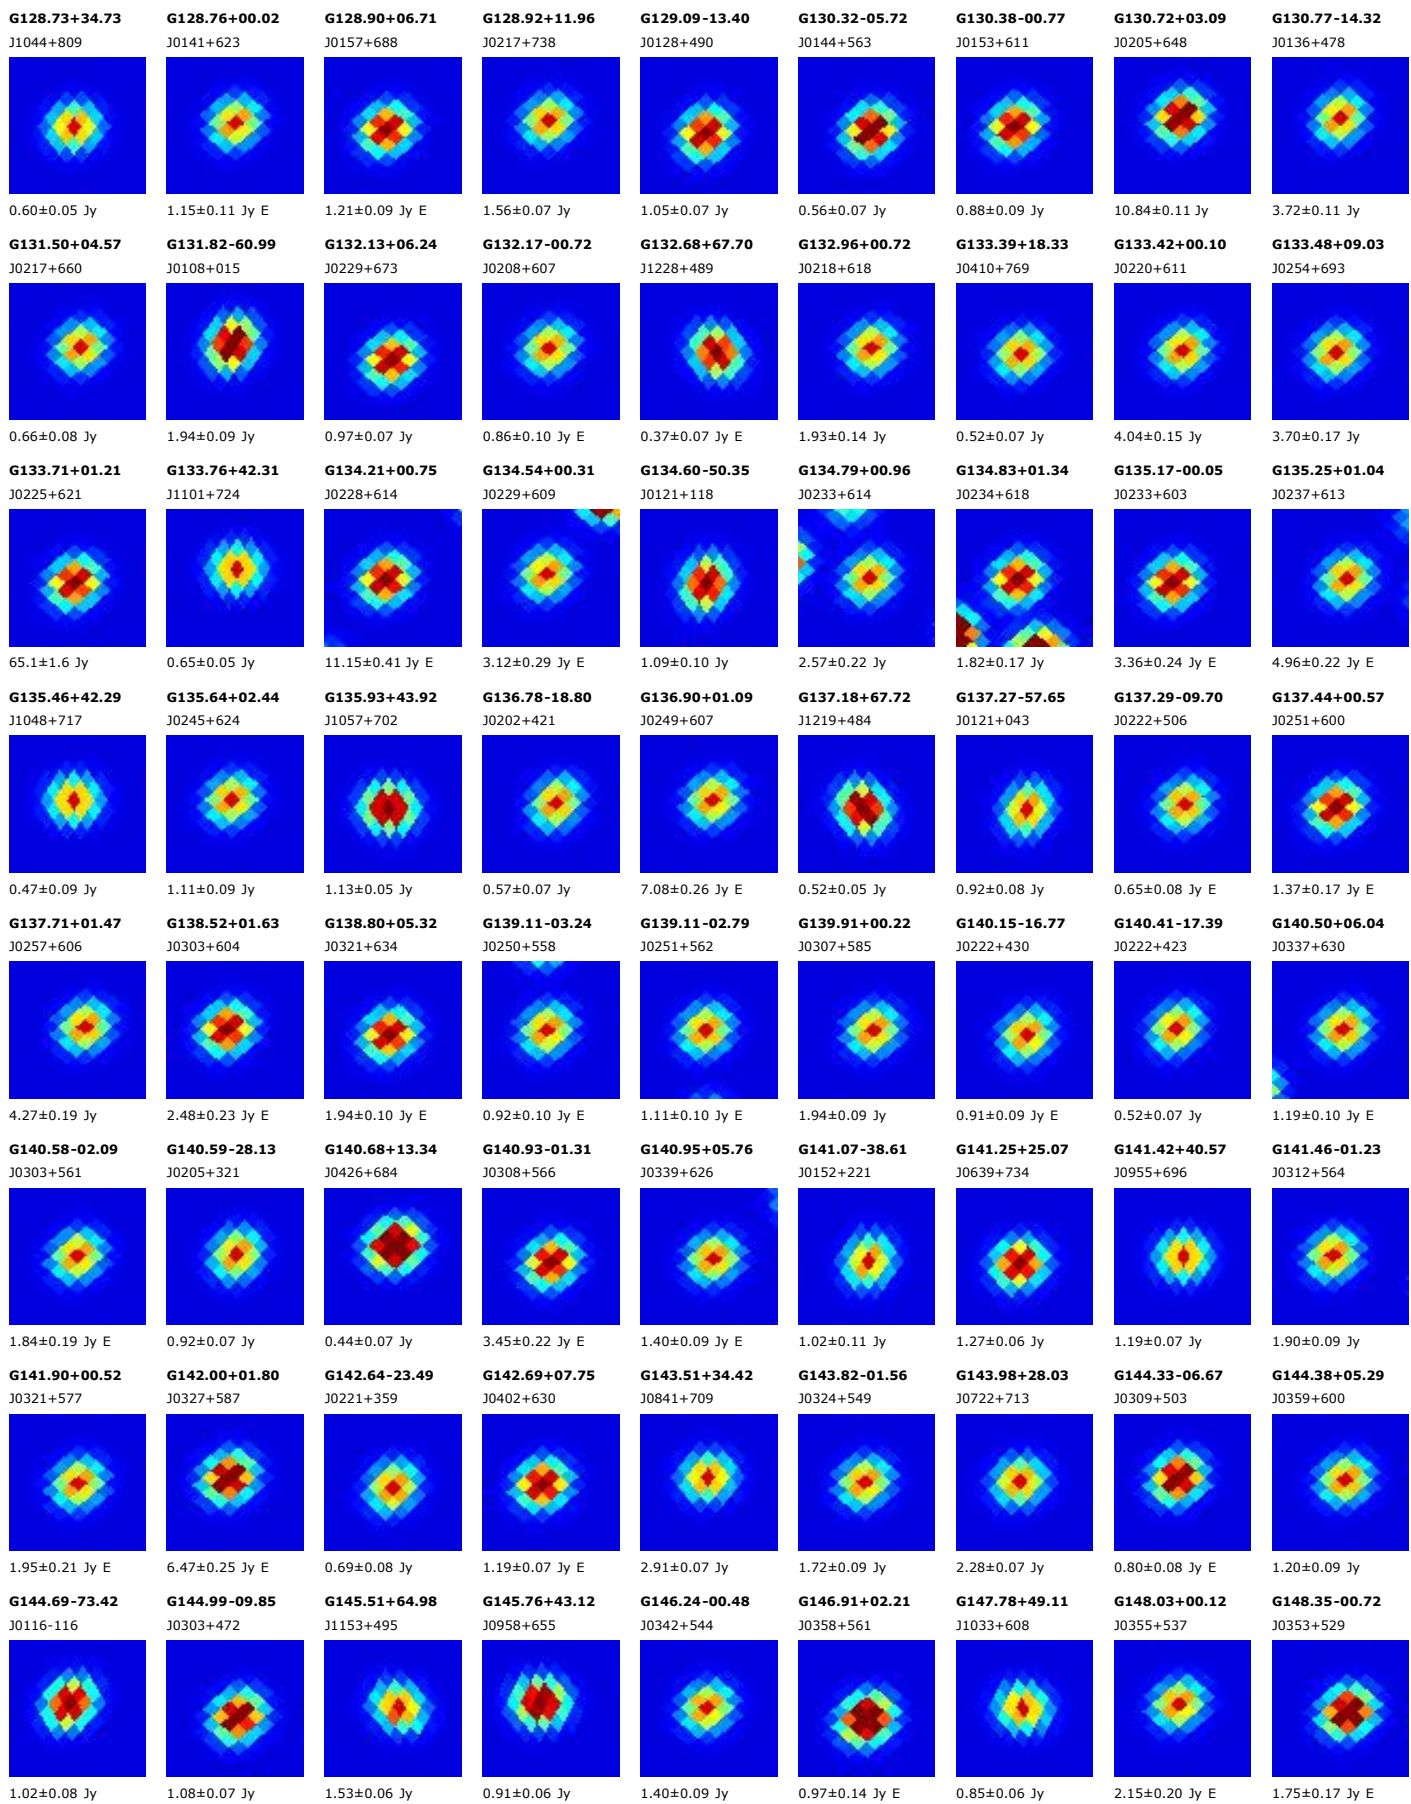 G128.73+34.73 G128.76+00.02 G128.90+06.71 G128.92+11.96 G129.09-13.40 G130.32-05.72 G130.38-00.77 G130.72+03.09 G130.77-14.32
J1044+809 J0141+623 J0157+688 J0217+738 J0128+490 J0144+563 J0153+611 J0205+648 J0136+478
0.60±0.05 Jy 1.15±0.11 Jy E 1.21±0.09 Jy E 1.56±0.07 Jy 1.05±0.07 Jy 0.56±0.07 Jy 0.88±0.09 Jy 10.84±0.11 Jy 3.72±0.11 Jy
G131.50+04.57 G131.82-60.99 G132.13+06.24 G132.17-00.72 G132.68+67.70 G132.96+00.72 G133.39+18.33 G133.42+00.10 G133.48+09.03
J0217+660 J0108+015 J0229+673 J0208+607 J1228+489 J0218+618 J0410+769 J0220+611 J0254+693
0.66±0.08 Jy 1.94±0.09 Jy 0.97±0.07 Jy 0.86±0.10 Jy E 0.37±0.07 Jy E 1.93±0.14 Jy 0.52±0.07 Jy 4.04±0.15 Jy 3.70±0.17 Jy
G133.71+01.21 G133.76+42.31 G134.21+00.75 G134.54+00.31 G134.60-50.35 G134.79+00.96 G134.83+01.34 G135.17-00.05 G135.25+01.04
J0225+621 J1101+724 J0228+614 J0229+609 J0121+118 J0233+614 J0234+618 J0233+603 J0237+613
65.1±1.6 Jy 0.65±0.05 Jy 11.15±0.41 Jy E 3.12±0.29 Jy E 1.09±0.10 Jy 2.57±0.22 Jy 1.82±0.17 Jy 3.36±0.24 Jy E 4.96±0.22 Jy E
G135.46+42.29 G135.64+02.44 G135.93+43.92 G136.78-18.80 G136.90+01.09 G137.18+67.72 G137.27-57.65 G137.29-09.70 G137.44+00.57
J1048+717 J0245+624 J1057+702 J0202+421 J0249+607 J1219+484 J0121+043 J0222+506 J0251+600
0.47±0.09 Jy 1.11±0.09 Jy 1.13±0.05 Jy 0.57±0.07 Jy 7.08±0.26 Jy E 0.52±0.05 Jy 0.92±0.08 Jy 0.65±0.08 Jy E 1.37±0.17 Jy E
G137.71+01.47 G138.52+01.63 G138.80+05.32 G139.11-03.24 G139.11-02.79 G139.91+00.22 G140.15-16.77 G140.41-17.39 G140.50+06.04
J0257+606 J0303+604 J0321+634 J0250+558 J0251+562 J0307+585 J0222+430 J0222+423 J0337+630
4.27±0.19 Jy 2.48±0.23 Jy E 1.94±0.10 Jy E 0.92±0.10 Jy E 1.11±0.10 Jy E 1.94±0.09 Jy 0.91±0.09 Jy E 0.52±0.07 Jy 1.19±0.10 Jy E
G140.58-02.09 G140.59-28.13 G140.68+13.34 G140.93-01.31 G140.95+05.76 G141.07-38.61 G141.25+25.07 G141.42+40.57 G141.46-01.23
J0303+561 J0205+321 J0426+684 J0308+566 J0339+626 J0152+221 J0639+734 J0955+696 J0312+564
1.84±0.19 Jy E 0.92±0.07 Jy 0.44±0.07 Jy 3.45±0.22 Jy E 1.40±0.09 Jy E 1.02±0.11 Jy 1.27±0.06 Jy 1.19±0.07 Jy 1.90±0.09 Jy
G141.90+00.52 G142.00+01.80 G142.64-23.49 G142.69+07.75 G143.51+34.42 G143.82-01.56 G143.98+28.03 G144.33-06.67 G144.38+05.29
J0321+577 J0327+587 J0221+359 J0402+630 J0841+709 J0324+549 J0722+713 J0309+503 J0359+600
1.95±0.21 Jy E 6.47±0.25 Jy E 0.69±0.08 Jy 1.19±0.07 Jy E 2.91±0.07 Jy 1.72±0.09 Jy 2.28±0.07 Jy 0.80±0.08 Jy E 1.20±0.09 Jy
G144.69-73.42 G144.99-09.85 G145.51+64.98 G145.76+43.12 G146.24-00.48 G146.91+02.21 G147.78+49.11 G148.03+00.12 G148.35-00.72
J0116-116 J0303+472 J1153+495 J0958+655 J0342+544 J0358+561 J1033+608 J0355+537 J0353+529
1.02±0.08 Jy 1.08±0.07 Jy 1.53±0.06 Jy 0.91±0.06 Jy 1.40±0.09 Jy 0.97±0.14 Jy E 0.85±0.06 Jy 2.15±0.20 Jy E 1.75±0.17 Jy E